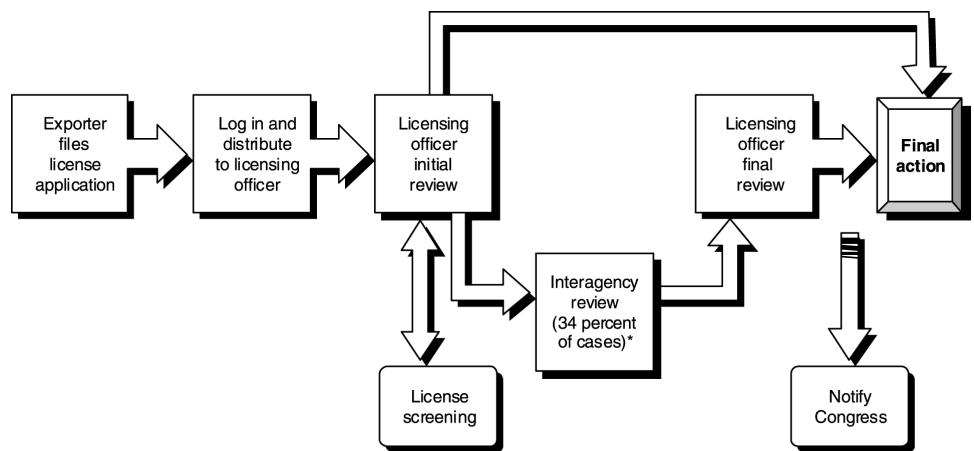 Exporter
files
license
application
Log in and
distribute
to licensing
officer
Licensing
officer
initial
review
Licensing
officer
final
review
Final
action
Interagency
review
(34 percent
of cases)*
License
screening
Notify
Congress